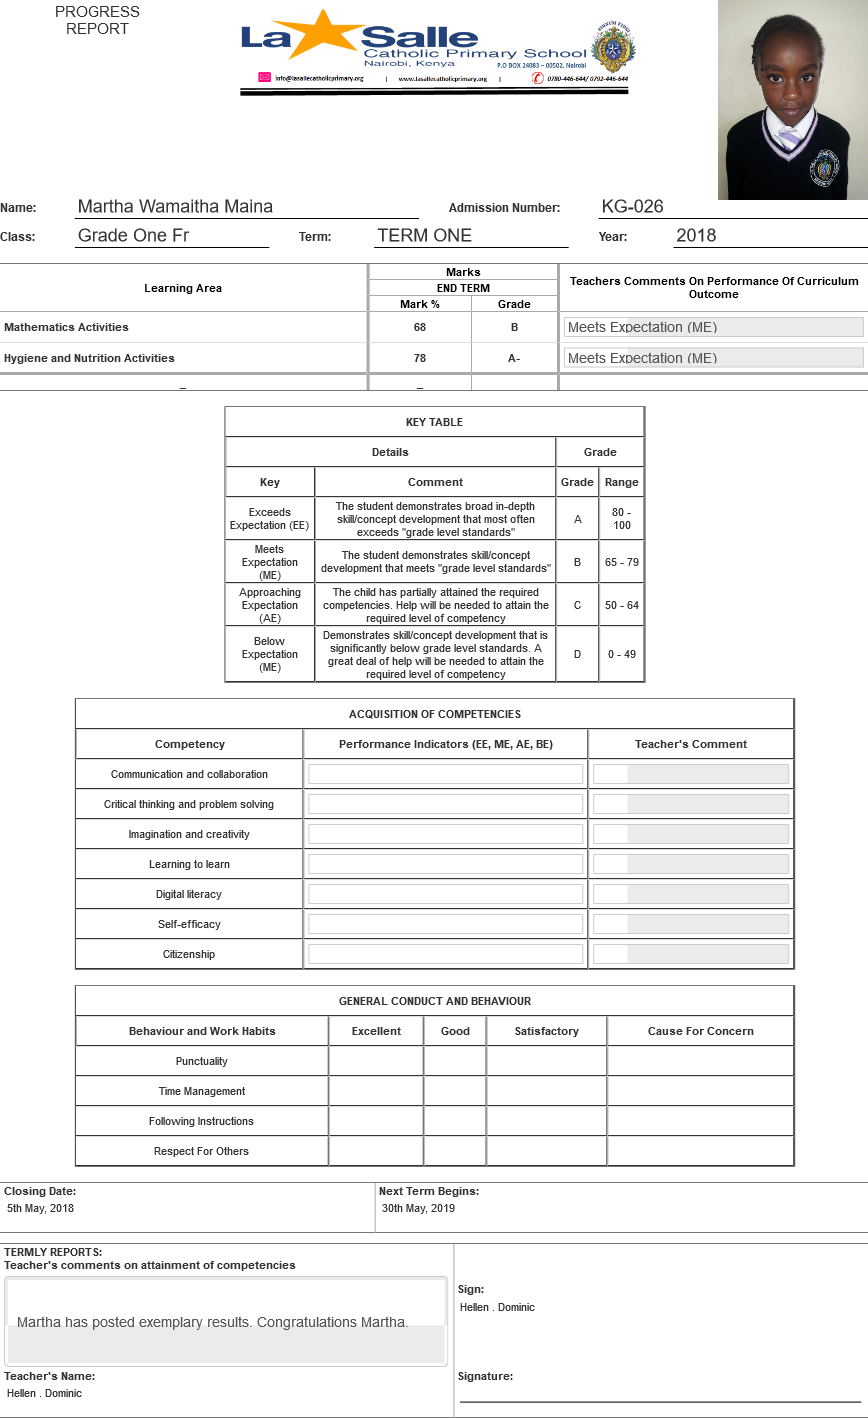 PROGRESS
REPORT
La Salle
Catholic Primary School
Nairobi, Kenya
P.O BOX 24083 – 00502, Nairobi
info@lasallecatholicprimary.org | www.lasallecatholicprimary.org | 0780-446-644/ 0792-446-644
Name: Martha Wamaitha Maina Admission Number: KG-026
Class: Grade One Fr Term: TERM ONE Year: 2018
Learning Area Marks Teachers Comments On Performance Of Curriculum Outcome
END TERM
Mark % Grade
Mathematics Activities 68 B Meets Expectation (ME)
Hygiene and Nutrition Activities 78 A- Meets Expectation (ME)
_ _
KEY TABLE
Details Grade
Key Comment Grade Range
Exceeds Expectation (EE) The student demonstrates broad in-depth skill/concept development that most often exceeds "grade level standards" A 80 - 100
Meets Expectation (ME) The student demonstrates skill/concept development that meets "grade level standards" B 65 - 79
Approaching Expectation (AE) The child has partially attained the required competencies. Help will be needed to attain the required level of competency C 50 - 64
Below Expectation (ME) Demonstrates skill/concept development that is significantly below grade level standards. A great deal of help will be needed to attain the required level of competency D 0 - 49
ACQUISITION OF COMPETENCIES
Competency Performance Indicators (EE, ME, AE, BE) Teacher's Comment
Communication and collaboration
Critical thinking and problem solving
Imagination and creativity
Learning to learn
Digital literacy
Self-efficacy
Citizenship
GENERAL CONDUCT AND BEHAVIOUR
Behaviour and Work Habits Excellent Good Satisfactory Cause For Concern
Punctuality
Time Management
Following Instructions
Respect For Others
Closing Date: Next Term Begins:
5th May, 2018 30th May, 2019
TERMLY REPORTS:
Teacher's comments on attainment of competencies
Martha has posted exemplary results. Congratulations Martha.
Sign:
Hellen . Dominic
Teacher's Name: Signature:
Hellen . Dominic